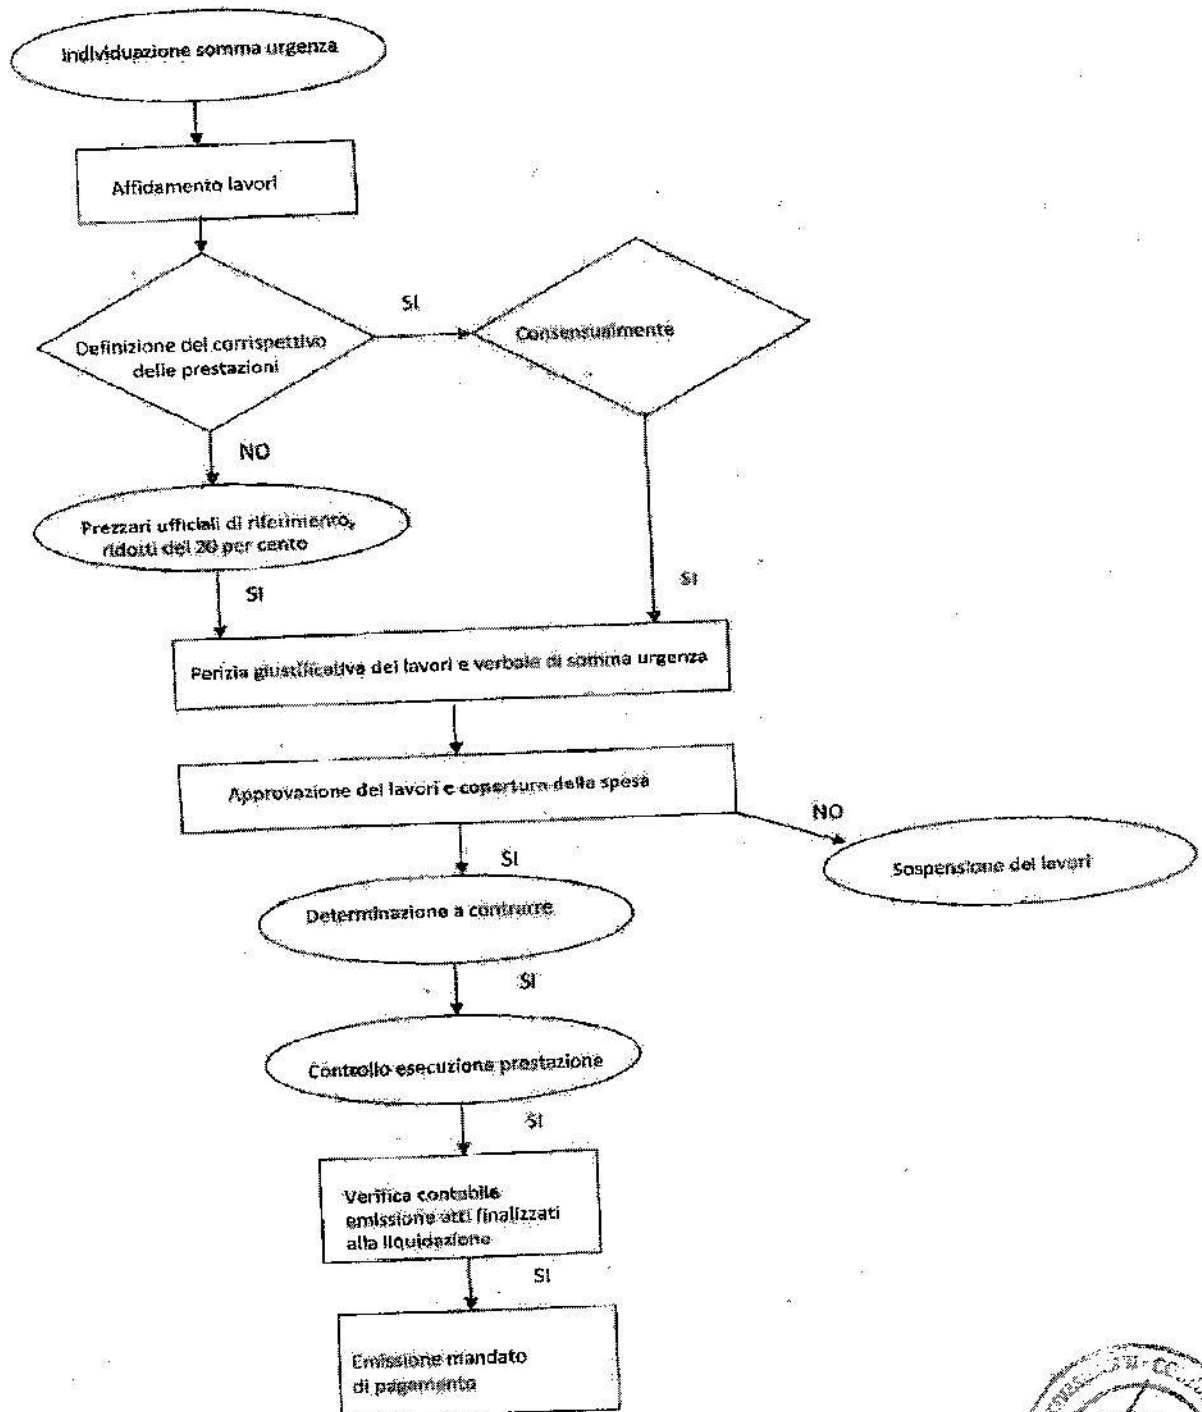 Individuazione somma urgenza
Affidamento lavori
SI
Definizione del corrispettivo
delle prestazioni
Consensualmente
NO
Prezzari ufficiali di riferimento,
ridotti del 20 per cento
SI
SI
Perizia giustificativa dei lavori e verbale di somma urgenza
Approvazione dei lavori e copertura della spesa
NO
Sospensione dei lavori
SI
Determinazione a contrarre
SI
Controllo esecuzione prestazione
SI
Verifica contabile
emissione atti finalizzati
alla liquidazione
SI
Emissione mandato
di pagamento